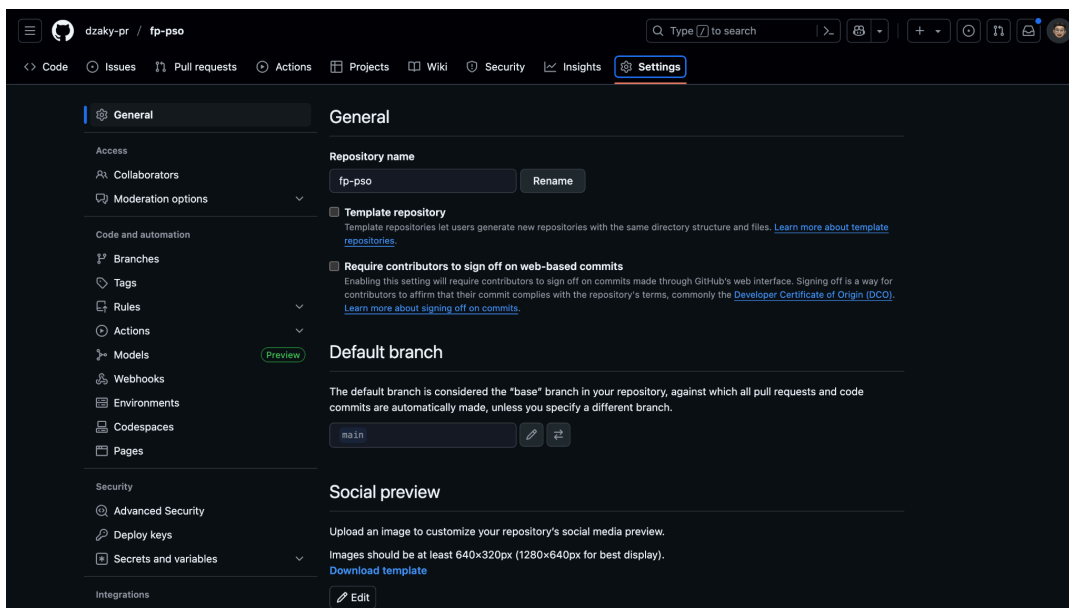 dzaky-pr / fp-pso
Type / to search
Code
Issues
Pull requests
Actions
Projects
Wiki
Security
Insights
Settings
General
Access
Collaborators
Moderation options
Code and automation
Branches
Tags
Rules
Actions
Models
Preview
Webhooks
Environments
Codespaces
Pages
Security
Advanced Security
Deploy keys
Secrets and variables
Integrations
General
Repository name
fp-pso
Rename
Template repository
Template repositories let users generate new repositories with the same directory structure and files. Learn more about template
repositories.
Require contributors to sign off on web-based commits
Enabling this setting will require contributors to sign off on commits made through GitHub's web interface. Signing off is a way for
contributors to affirm that their commit complies with the repository's terms, commonly the Developer Certificate of Origin (DCO).
Learn more about signing off on commits.
Default branch
The default branch is considered the “base” branch in your repository, against which all pull requests and code
commits are automatically made, unless you specify a different branch.
main
Social preview
Upload an image to customize your repository's social media preview.
Images should be at least 640×320px (1280×640px for best display).
Download template
Edit